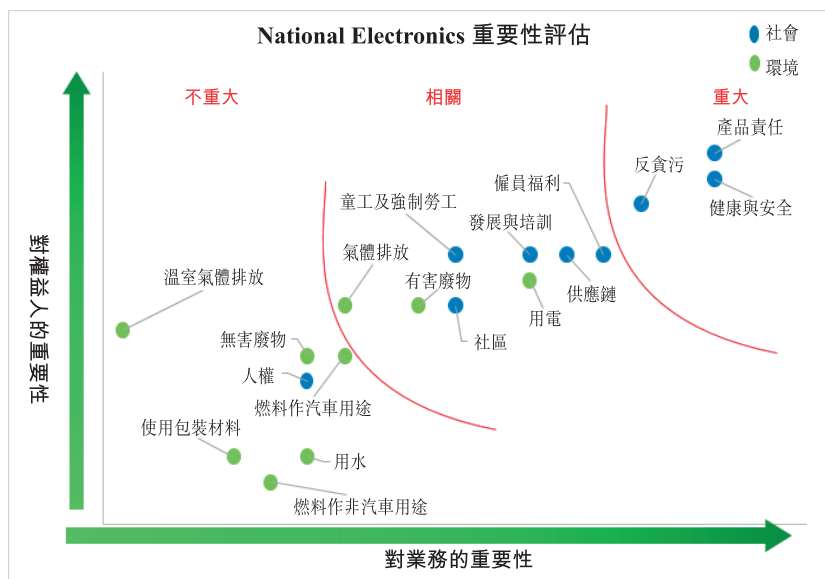 National Electronics 重要性評估
社會
環境
不重大
相關
重大
產品責任
反貪污
僱員福利
童工及強制勞工
健康與安全
發展與培訓
氣體排放
溫室氣體排放
有害廢物
供應鏈
用電
無害廢物
社區
人權
燃料作汽車用途
使用包裝材料
用水
燃料作非汽車用途
對權益人的重要性
對業務的重要性